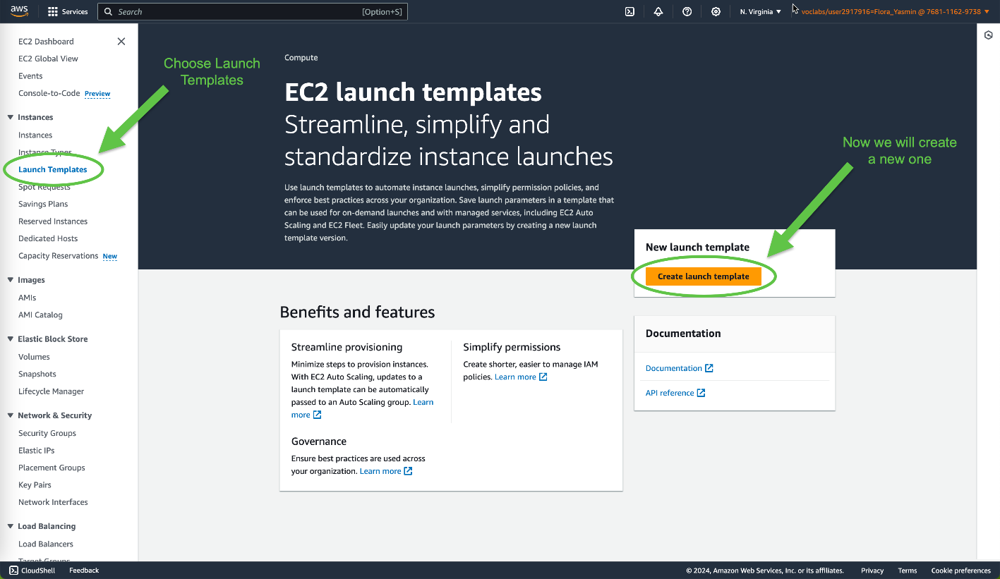 aws
Services
Search
[Option+S]
N. Virginia
voclabs/user2917916=Flora_Yasmin @ 7681-1162-9738
EC2 Dashboard
EC2 Global View
Events
Console-to-Code Preview
Instances
Instances
Instance Types
Launch Templates
Spot Requests
Savings Plans
Reserved Instances
Dedicated Hosts
Capacity Reservations New
Images
AMIs
AMI Catalog
Elastic Block Store
Volumes
Snapshots
Lifecycle Manager
Network & Security
Security Groups
Elastic IPs
Placement Groups
Key Pairs
Network Interfaces
Load Balancing
Load Balancers
Target Groups
Choose Launch
Templates
Compute
EC2 launch templates
Streamline, simplify and
standardize instance launches
Use launch templates to automate instance launches, simplify permission policies, and
enforce best practices across your organization. Save launch parameters in a template that
can be used for on-demand launches and with managed services, including EC2 Auto
Scaling and EC2 Fleet. Easily update your launch parameters by creating a new launch
template version.
Now we will create
a new one
New launch template
Create launch template
Benefits and features
Streamline provisioning
Minimize steps to provision instances.
With EC2 Auto Scaling, updates to a
launch template can be automatically
passed to an Auto Scaling group. Learn
more
Simplify permissions
Create shorter, easier to manage IAM
policies. Learn more
Governance
Ensure best practices are used across
your organization. Learn more
Documentation
Documentation
API reference
CloudShell
Feedback
© 2024, Amazon Web Services, Inc. or its affiliates.
Privacy
Terms
Cookie preferences